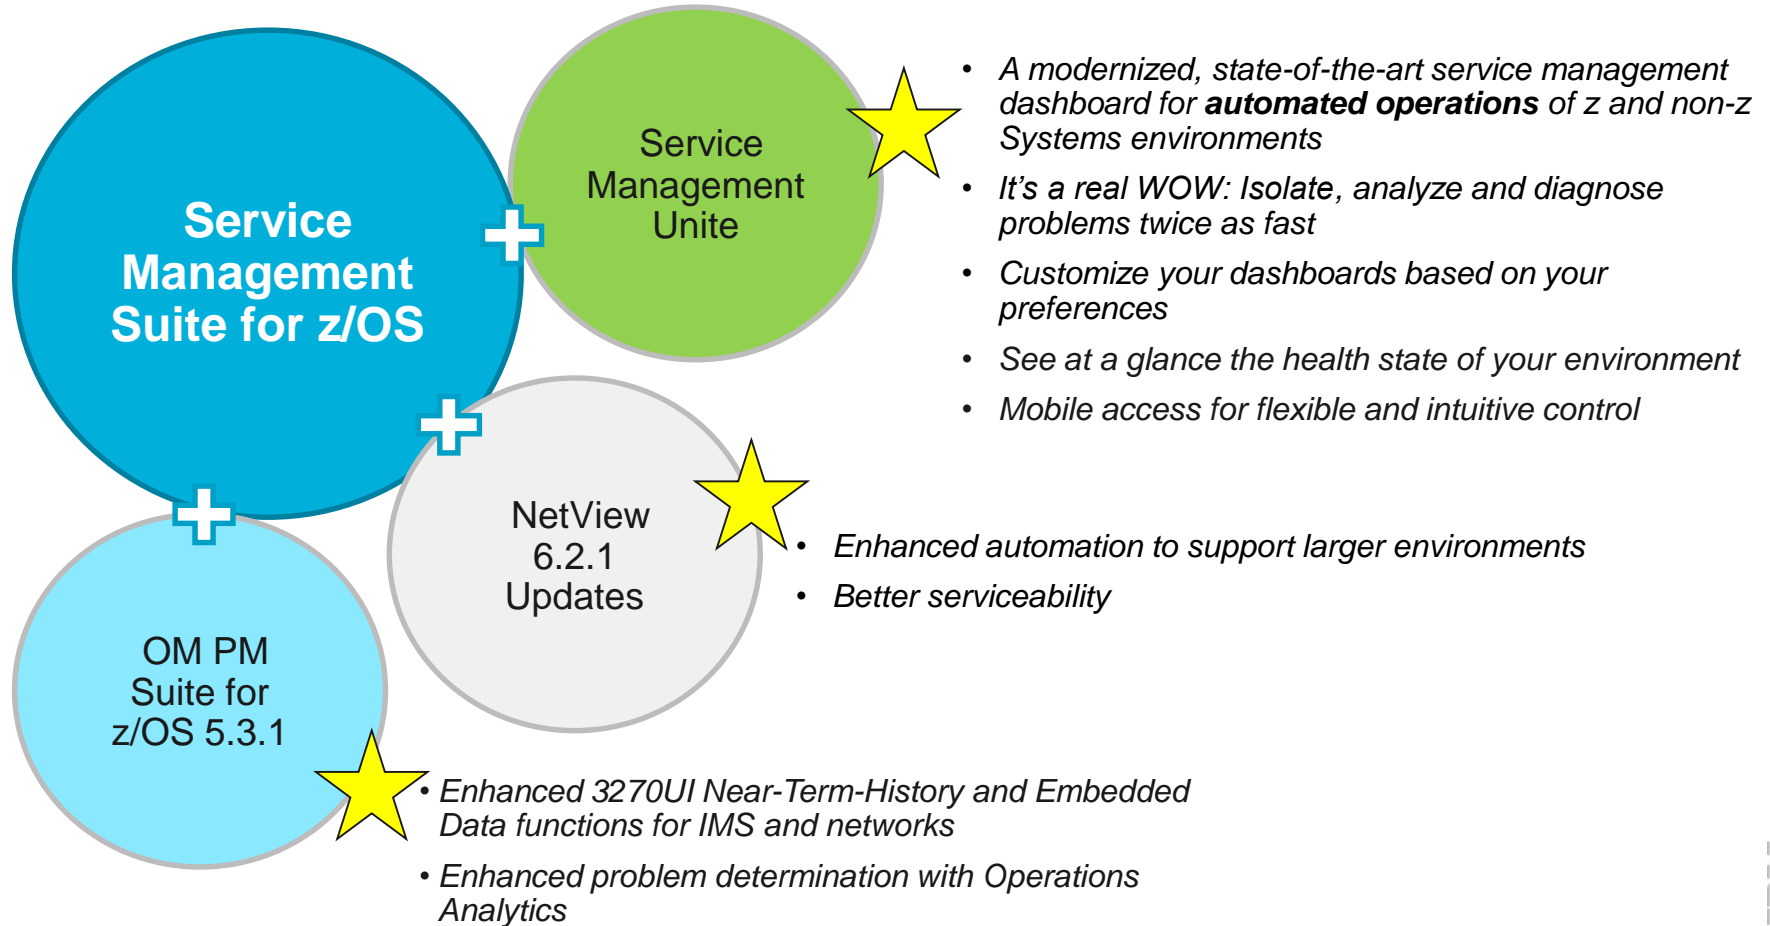 Service
Management
Suite for z/OS
Service
Management
Unite
• A modernized, state-of-the-art service management
dashboard for automated operations of z and non-z
Systems environments
• It’s a real WOW: Isolate, analyze and diagnose
problems twice as fast
• Customize your dashboards based on your
preferences
• See at a glance the health state of your environment
• Mobile access for flexible and intuitive control
NetView
6.2.1
Updates
• Enhanced automation to support larger environments
• Better serviceability
OM PM
Suite for
z/OS 5.3.1
• Enhanced 3270UI Near-Term-History and Embedded
Data functions for IMS and networks
• Enhanced problem determination with Operations
Analytics